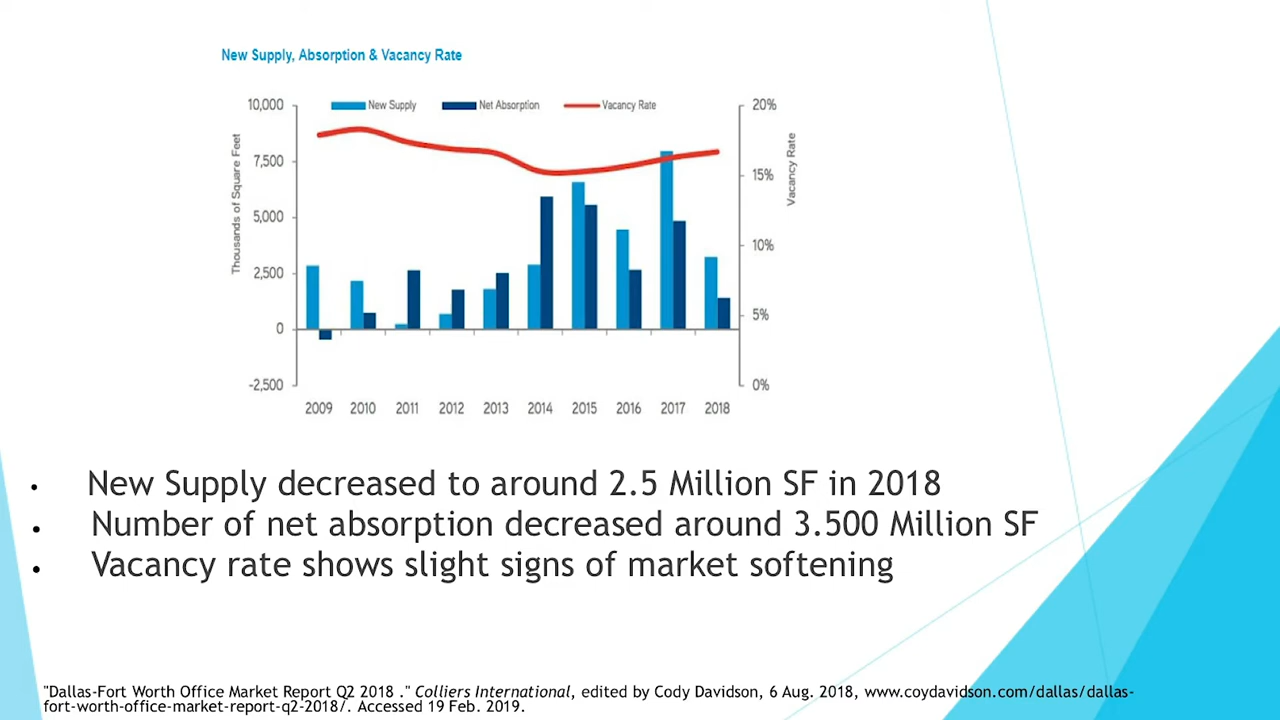 New Supply, Absorption & Vacancy Rate
10,000 New Supply Net Absorption Vacancy Rate 20%
7,500
15%
5,000
10%
2,500
5%
0
-2,500 0%
Thousands of Square Feet
Vacancy Rate
2009 2010 2011 2012 2013 2014 2015 2016 2017 2018
• New Supply decreased to around 2.5 Million SF in 2018
• Number of net absorption decreased around 3.500 Million SF
• Vacancy rate shows slight signs of market softening
"Dallas-Fort Worth Office Market Report Q2 2018 ." Colliers International, edited by Cody Davidson, 6 Aug. 2018, www.coydavidson.com/dallas/dallas-
fort-worth-office-market-report-q2-2018/. Accessed 19 Feb. 2019.